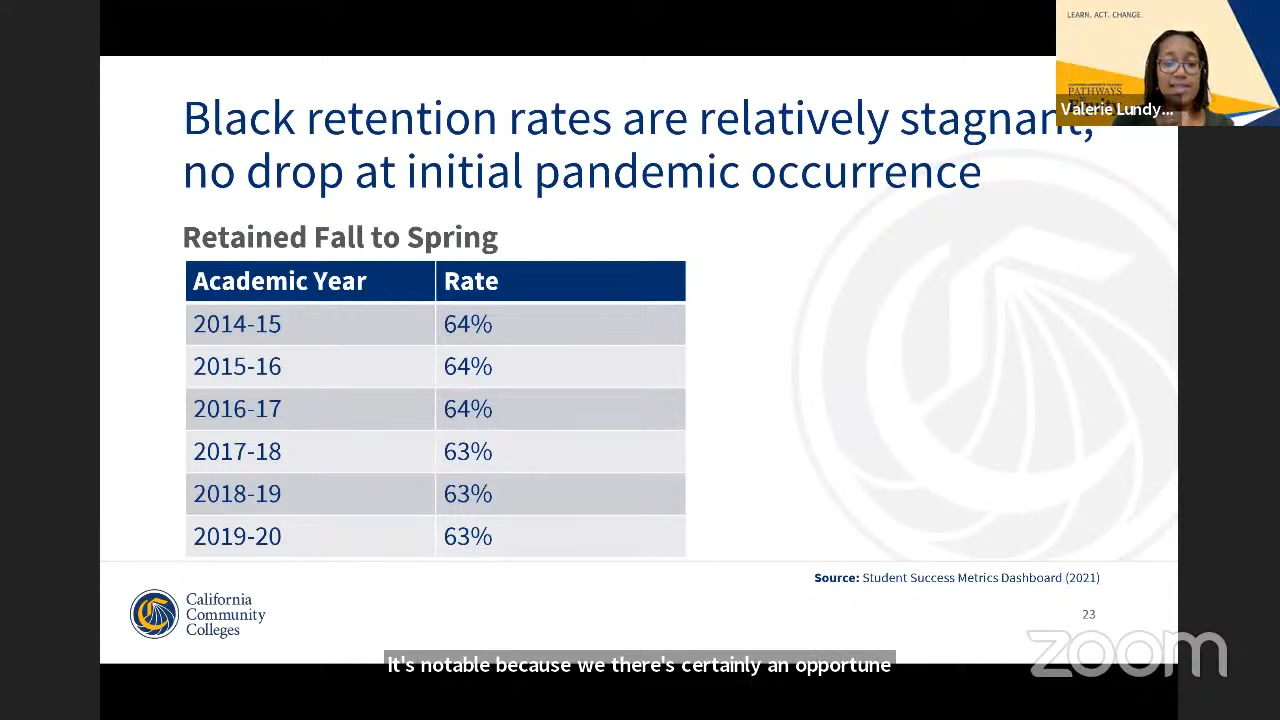 LEARN. ACT. CHANGE.
PATHWAYS
Valerie Lundy...
Black retention rates are relatively stagnant,
no drop at initial pandemic occurrence
Retained Fall to Spring
Academic Year Rate
2014-15 64%
2015-16 64%
2016-17 64%
2017-18 63%
2018-19 63%
2019-20 63%
Source: Student Success Metrics Dashboard (2021)
California
Community
Colleges
23
zoom
It's notable because we there's certainly an opportune